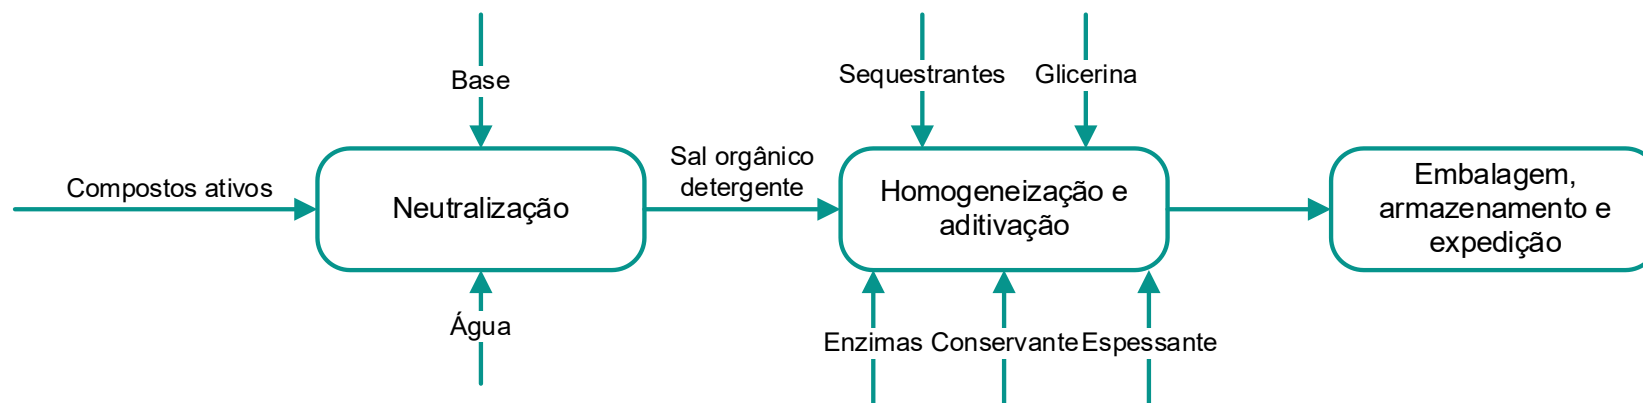 Base
Sequestrantes
Glicerina
Compostos ativos
Neutralização
Sal orgânico
detergente
Homogeneização e
aditivação
Embalagem,
armazenamento e
expedição
Água
Enzimas
Conservante
Espessante